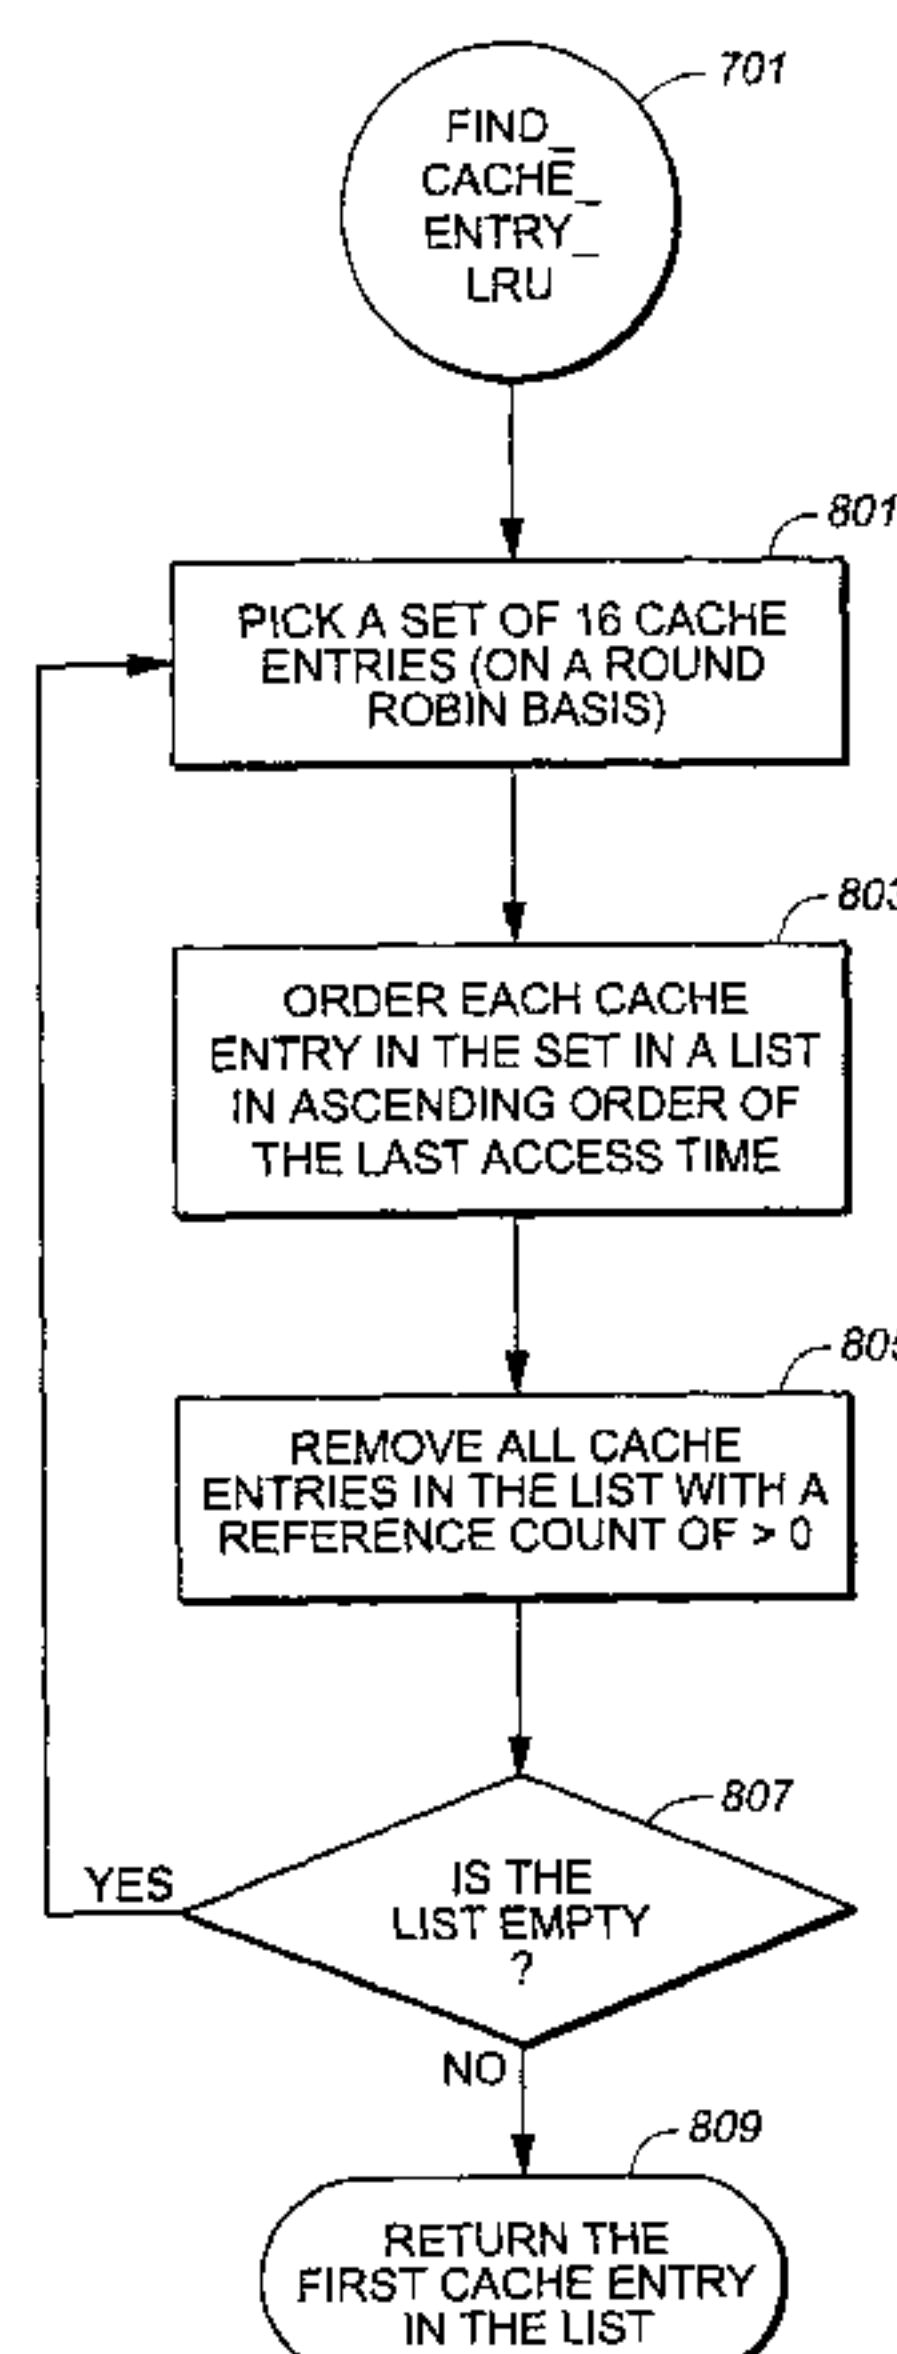 701
FIND_
CACHE_
ENTRY_
LRU
801
PICK A SET OF 16 CACHE
ENTRIES (ON A ROUND
ROBIN BASIS)
803
ORDER EACH CACHE
ENTRY IN THE SET IN A LIST
IN ASCENDING ORDER OF
THE LAST ACCESS TIME
805
REMOVE ALL CACHE
ENTRIES IN THE LIST WITH A
REFERENCE COUNT OF > 0
807
YES
IS THE
LIST EMPTY
?
NO
809
RETURN THE
FIRST CACHE ENTRY
IN THE LIST